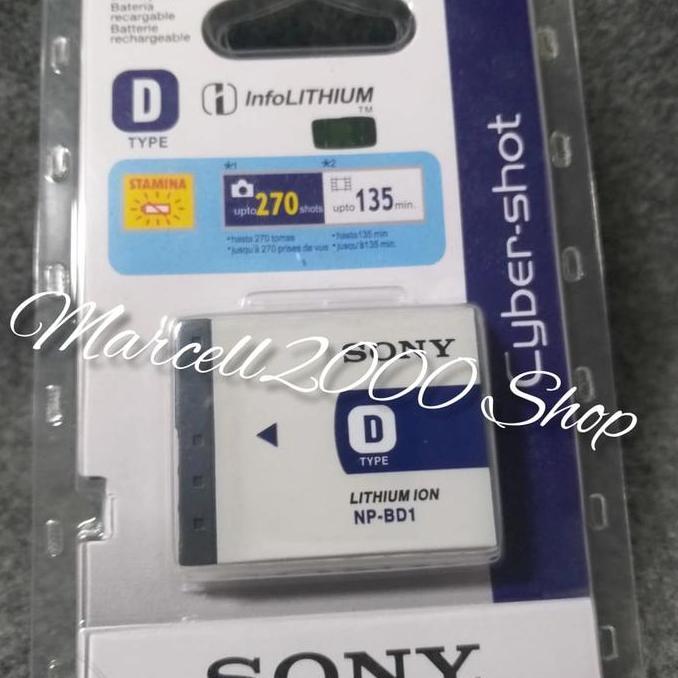 Batería
recargable
Batterie
rechargeable
D
TYPE
InfoLITHIUM
TM
STAMINA
*1
*2
upto 270 shots
upto 135 min.
•hasta 270 tomas
•hasta 135 min
•jusqu'à 270 prises de vue
•jusqu'à 135 min.
Cyber-shot
Marcell2000 Shop
SONY
D
TYPE
LITHIUM ION
NP-BD1
SONY